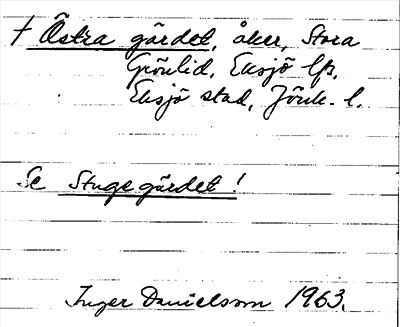 † Östra gärdet, åker, Stora
Grönlid, Eksjö lfs,
Eksjö stad, Jönk. l.
Se Stugegärdet!
Inger Danielsson 1963.